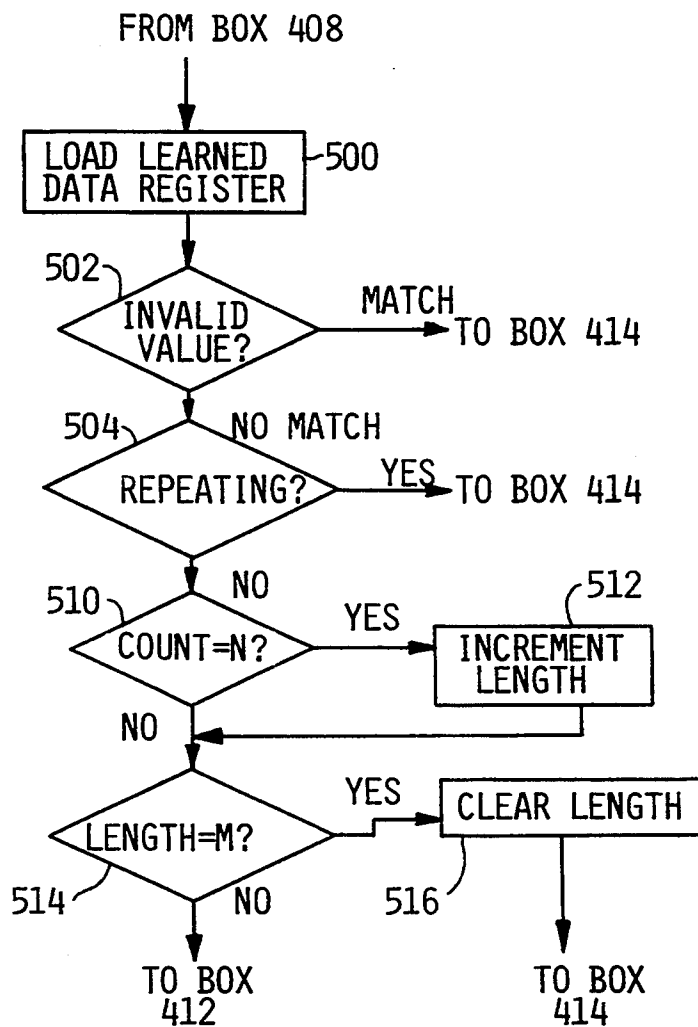 FROM BOX 408
LOAD LEARNED
DATA REGISTER
500
502
INVALID
VALUE?
MATCH
TO BOX 414
504
NO MATCH
REPEATING?
YES
TO BOX 414
NO
510
COUNT=N?
YES
512
INCREMENT
LENGTH
NO
LENGTH=M?
YES
CLEAR LENGTH
514
NO
516
TO BOX
412
TO BOX
414